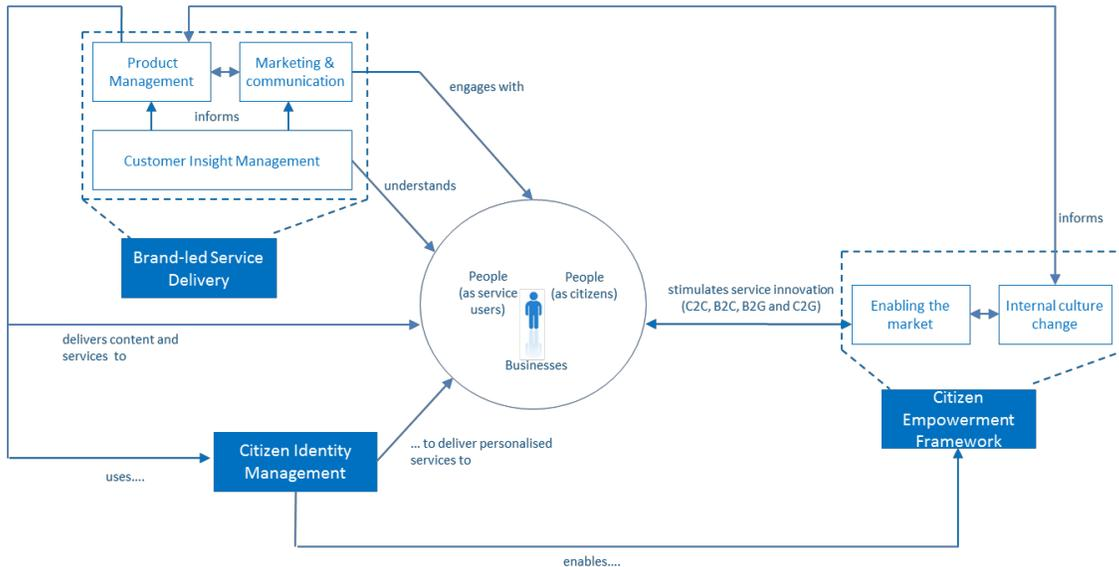 Product
Management
Marketing &
communication
informs
Customer Insight Management
Brand-led Service
Delivery
engages with
understands
People
(as service
users)
People
(as citizens)
Businesses
stimulates service innovation
(C2C, B2C, B2G and C2G)
informs
Enabling the
market
Internal culture
change
Citizen
Empowerment
Framework
delivers content and
services to
uses....
Citizen Identity
Management
... to deliver personalised
services to
enables....